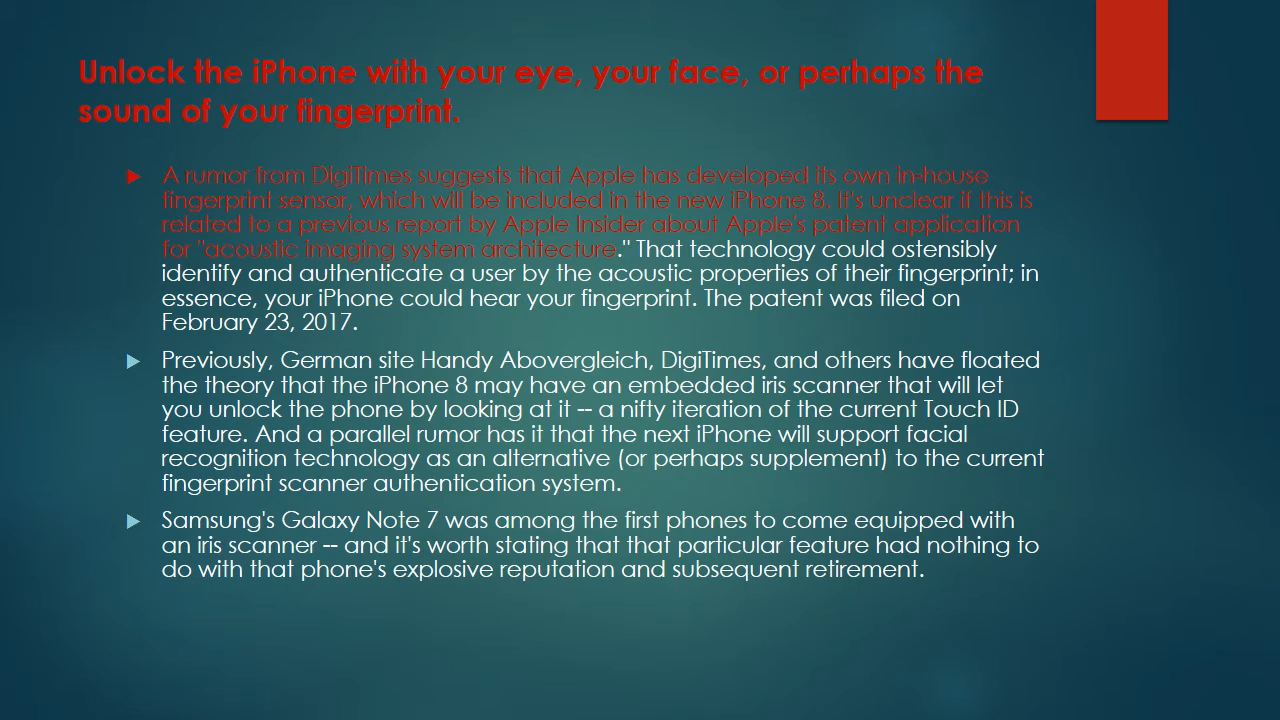 Unlock the iPhone with your eye, your face, or perhaps the
sound of your fingerprint.
A rumor from DigiTimes suggests that Apple has developed its own in-house
fingerprint sensor, which will be included in the new iPhone 8. It's unclear if this is
related to a previous report by Apple Insider about Apple's patent application
for "acoustic imaging system architecture." That technology could ostensibly
identify and authenticate a user by the acoustic properties of their fingerprint; in
essence, your iPhone could hear your fingerprint. The patent was filed on
February 23, 2017.
Previously, German site Handy Abovergleich, DigiTimes, and others have floated
the theory that the iPhone 8 may have an embedded iris scanner that will let
you unlock the phone by looking at it -- a nifty iteration of the current Touch ID
feature. And a parallel rumor has it that the next iPhone will support facial
recognition technology as an alternative (or perhaps supplement) to the current
fingerprint scanner authentication system.
Samsung's Galaxy Note 7 was among the first phones to come equipped with
an iris scanner -- and it's worth stating that that particular feature had nothing to
do with that phone's explosive reputation and subsequent retirement.